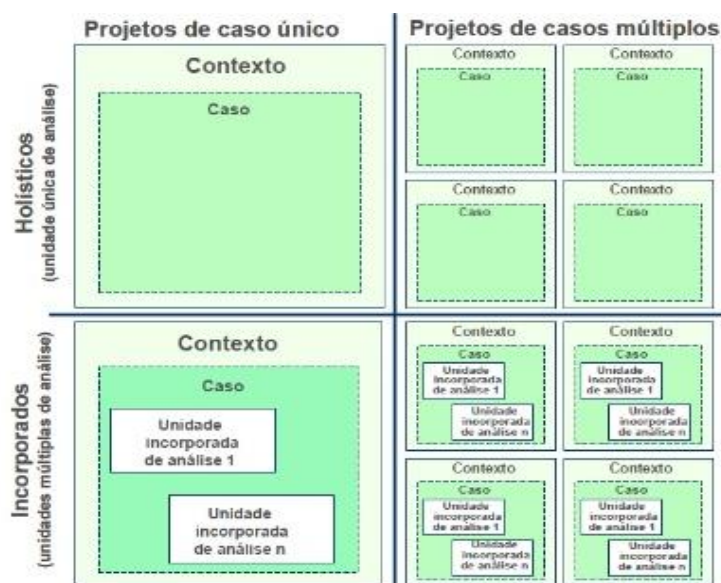 Projetos de caso único
Projetos de casos múltiplos
Holísticos
(unidade única de análise)
Contexto
Caso
Contexto
Caso
Contexto
Caso
Contexto
Caso
Contexto
Caso
Incorporados
(unidades múltiplas de análise)
Contexto
Caso
Unidade
incorporada
de análise 1
Unidade
incorporada
de análise n
Contexto
Caso
Unidade
incorporada
de análise 1
Unidade
incorporada
de análise n
Contexto
Caso
Unidade
incorporada
de análise 1
Unidade
incorporada
de análise n
Contexto
Caso
Unidade
incorporada
de análise 1
Unidade
incorporada
de análise n
Contexto
Caso
Unidade
incorporada
de análise 1
Unidade
incorporada
de análise n